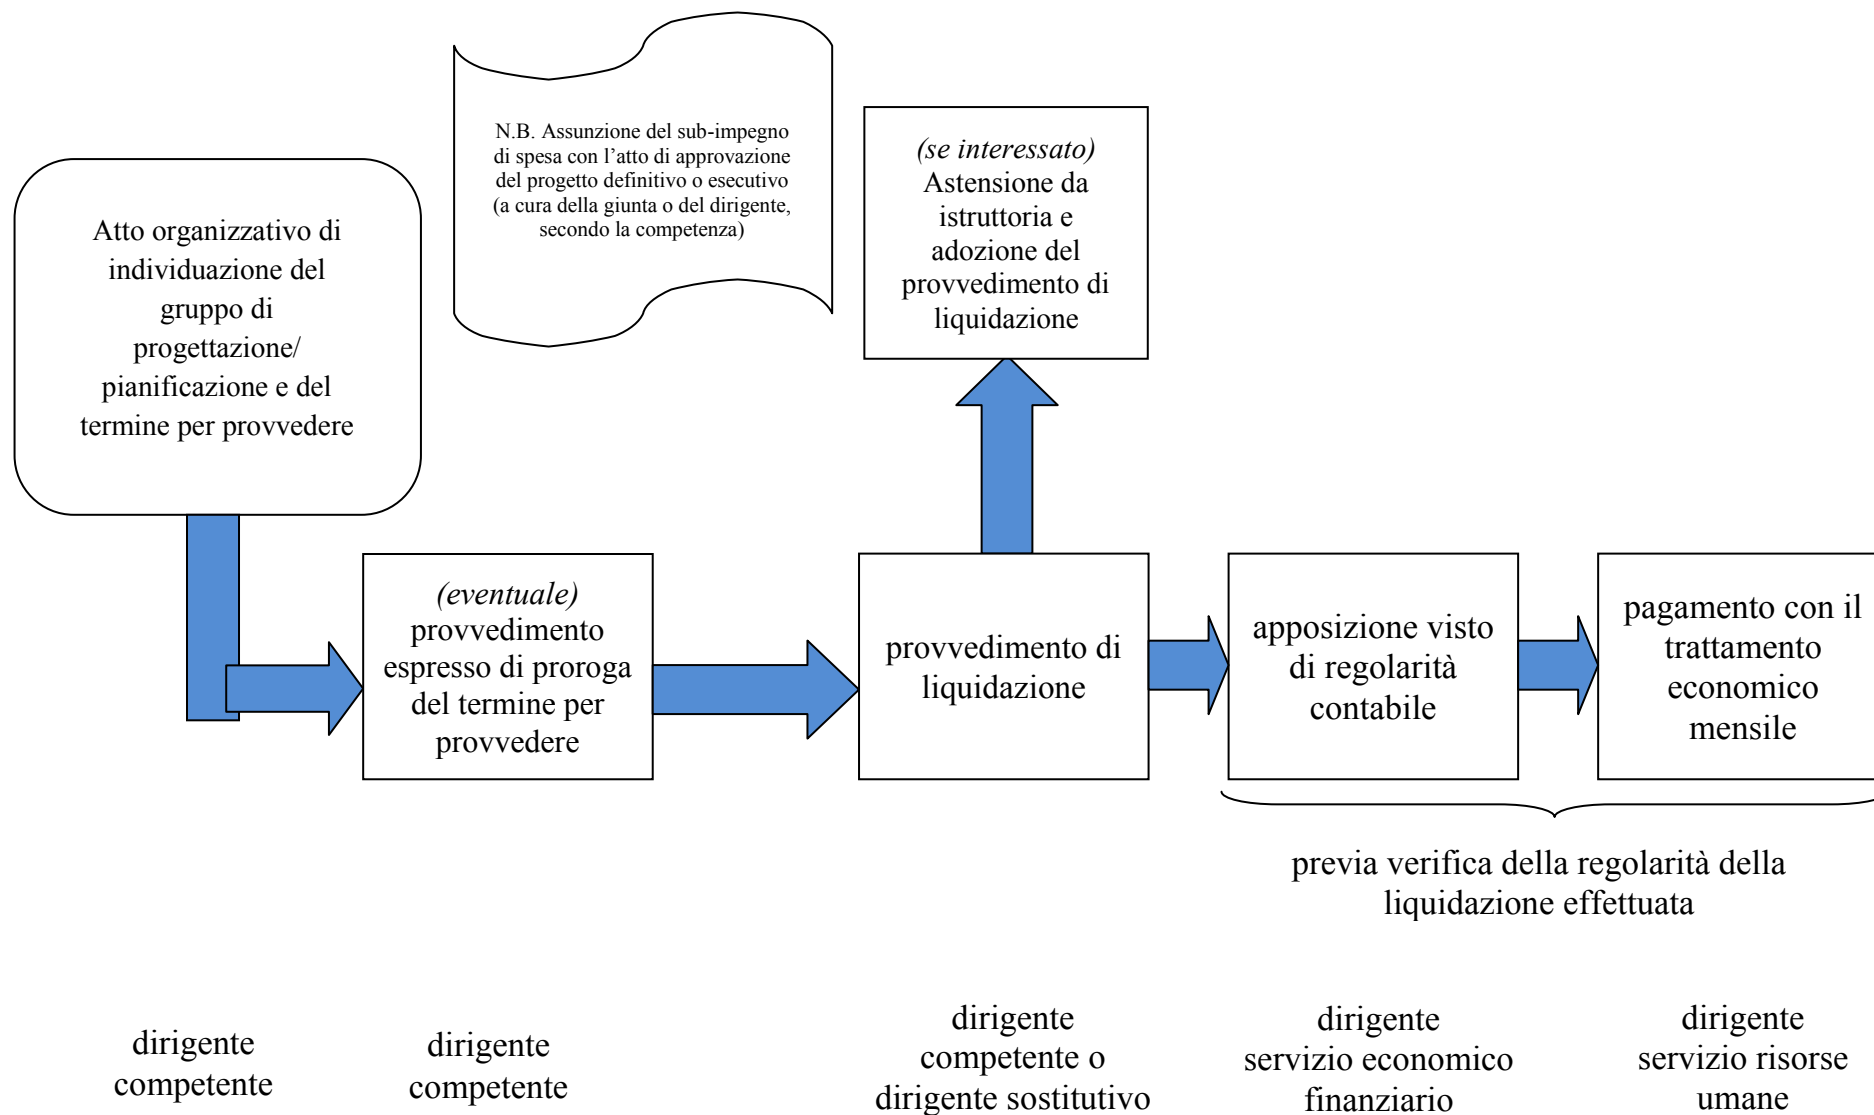 N.B. Assunzione del sub-impegno
di spesa con l'atto di approvazione
del progetto definitivo o esecutivo
(a cura della giunta o del dirigente,
secondo la competenza)
(se interessato)
Astensione da
istruttoria e
adozione del
provvedimento di
liquidazione
Atto organizzativo di
individuazione del
gruppo di
progettazione/
pianificazione e del
termine per provvedere
(eventuale)
provvedimento
espresso di proroga
del termine per
provvedere
provvedimento di
liquidazione
apposizione visto
di regolarità
contabile
pagamento con il
trattamento
economico
mensile
previa verifica della regolarità della
liquidazione effettuata
dirigente
competente
dirigente
competente
dirigente
competente o
dirigente sostitutivo
dirigente
servizio economico
finanziario
dirigente
servizio risorse
umane